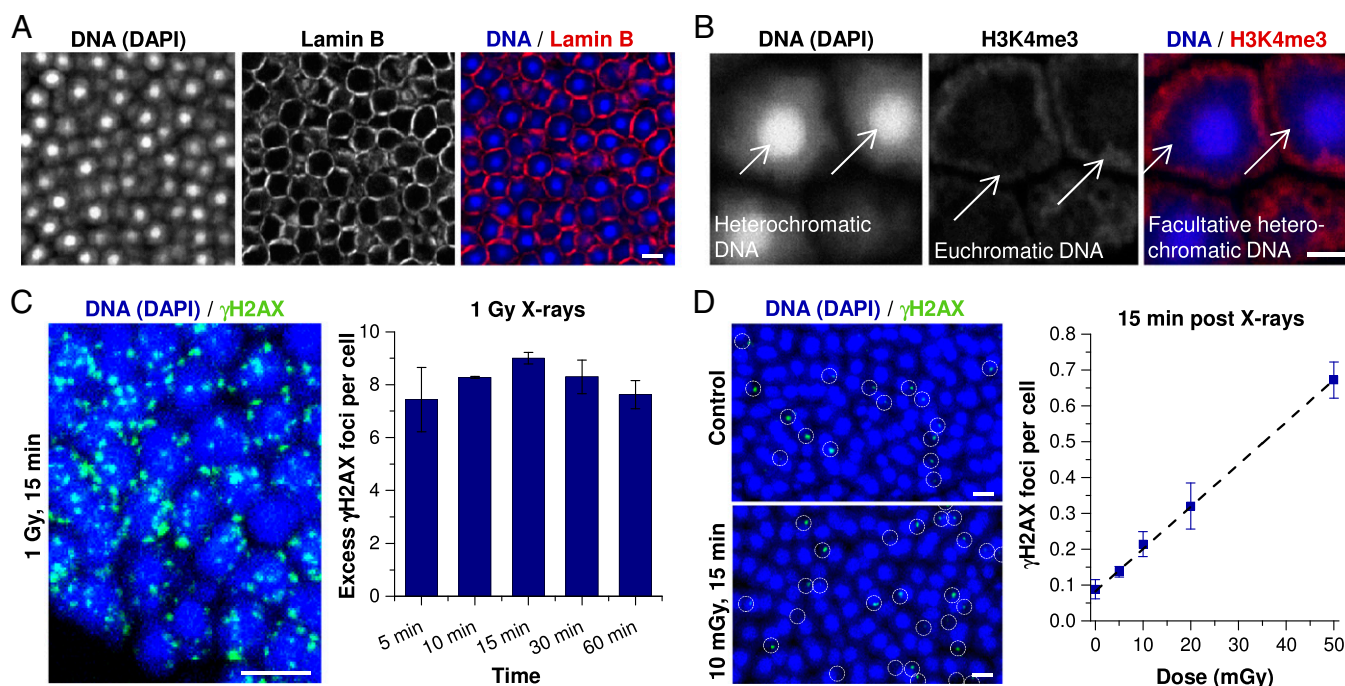 A
DNA (DAPI)
Lamin B
DNA / Lamin B
B
DNA (DAPI)
H3K4me3
DNA / H3K4me3
Heterochromatic
DNA
Euchromatic DNA
Facultative hetero-
chromatic DNA
C
DNA (DAPI) / γH2AX
1 Gy, 15 min
1 Gy X-rays
Excess γH2AX foci per cell
10
8
6
4
2
0
5 min
10 min
15 min
30 min
60 min
Time
D
DNA (DAPI) / γH2AX
Control
10 mGy, 15 min
15 min post X-rays
γH2AX foci per cell
0.8
0.7
0.6
0.5
0.4
0.3
0.2
0.1
0.0
0
10
20
30
40
50
Dose (mGy)